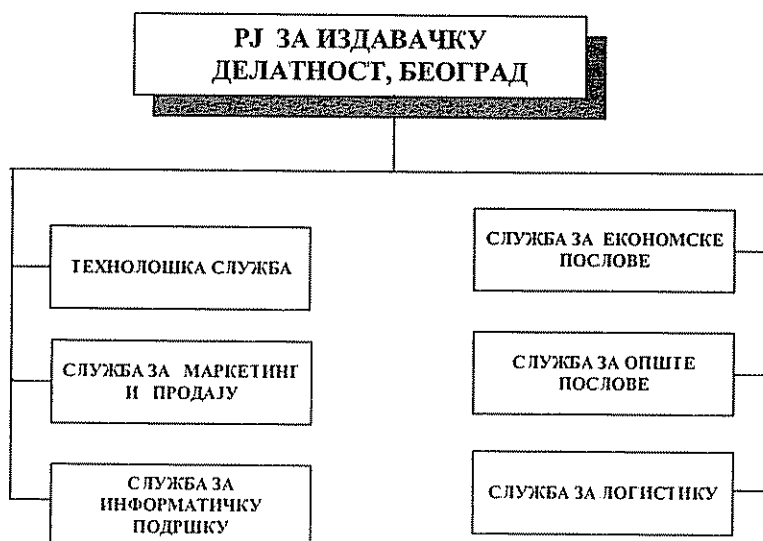 РЈ ЗА ИЗДАВАЧКУ
ДЕЛАТНОСТ, БЕОГРАД
ТЕХНОЛОШКА СЛУЖБА
СЛУЖБА ЗА МАРКЕТИНГ
И ПРОДАЈУ
СЛУЖБА ЗА
ИНФОРМАТИЧКУ
ПОДРШКУ
СЛУЖБА ЗА ЕКОНОМСКЕ
ПОСЛОВЕ
СЛУЖБА ЗА ОПШТЕ
ПОСЛОВЕ
СЛУЖБА ЗА ЛОГИСТИКУ